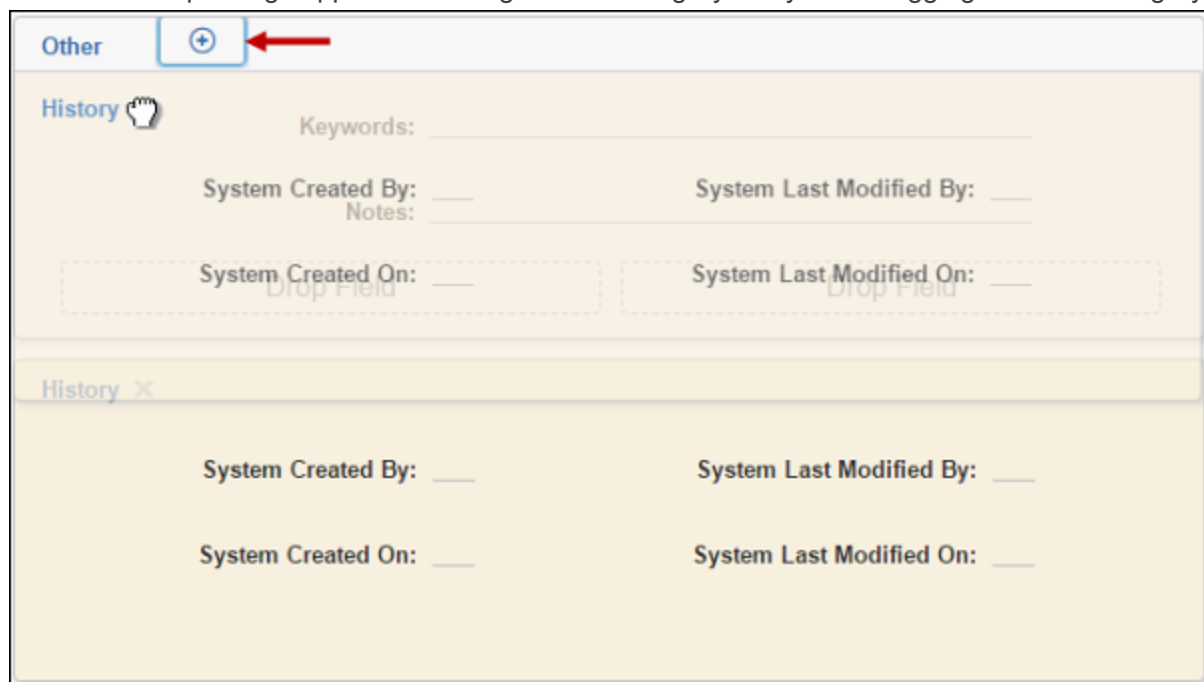 Other
History
Keywords:
System Created By: System Last Modified By:
Notes:
System Created On: System Last Modified On:
Drop Field Drop Field
History
System Created By: System Last Modified By:
System Created On: System Last Modified On: